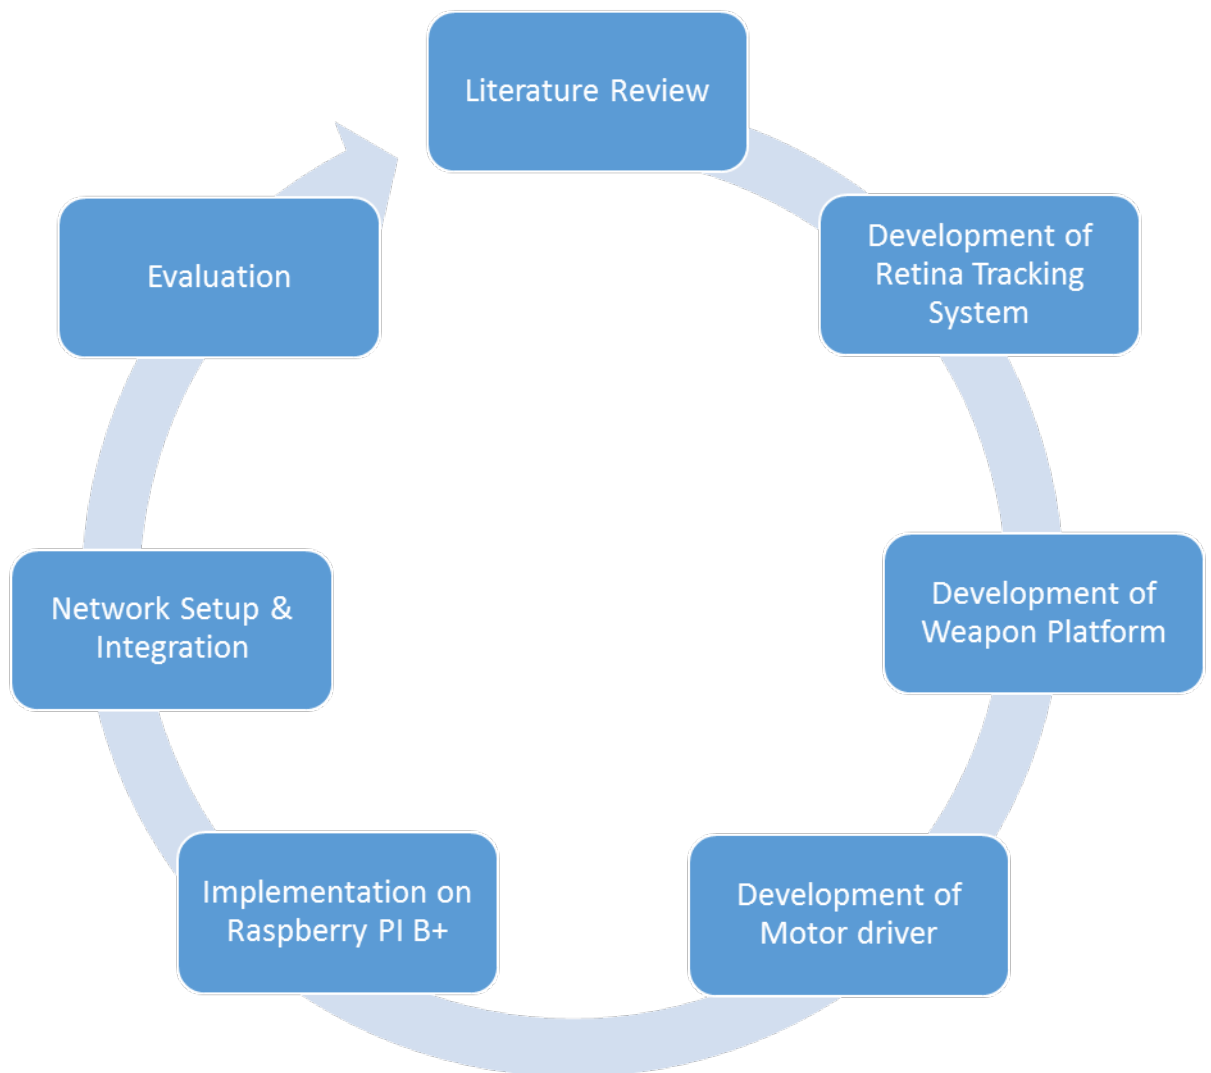 Literature Review
Development of
Retina Tracking
System
Development of
Weapon Platform
Development of
Motor driver
Implementation on
Raspberry PI B+
Network Setup &
Integration
Evaluation